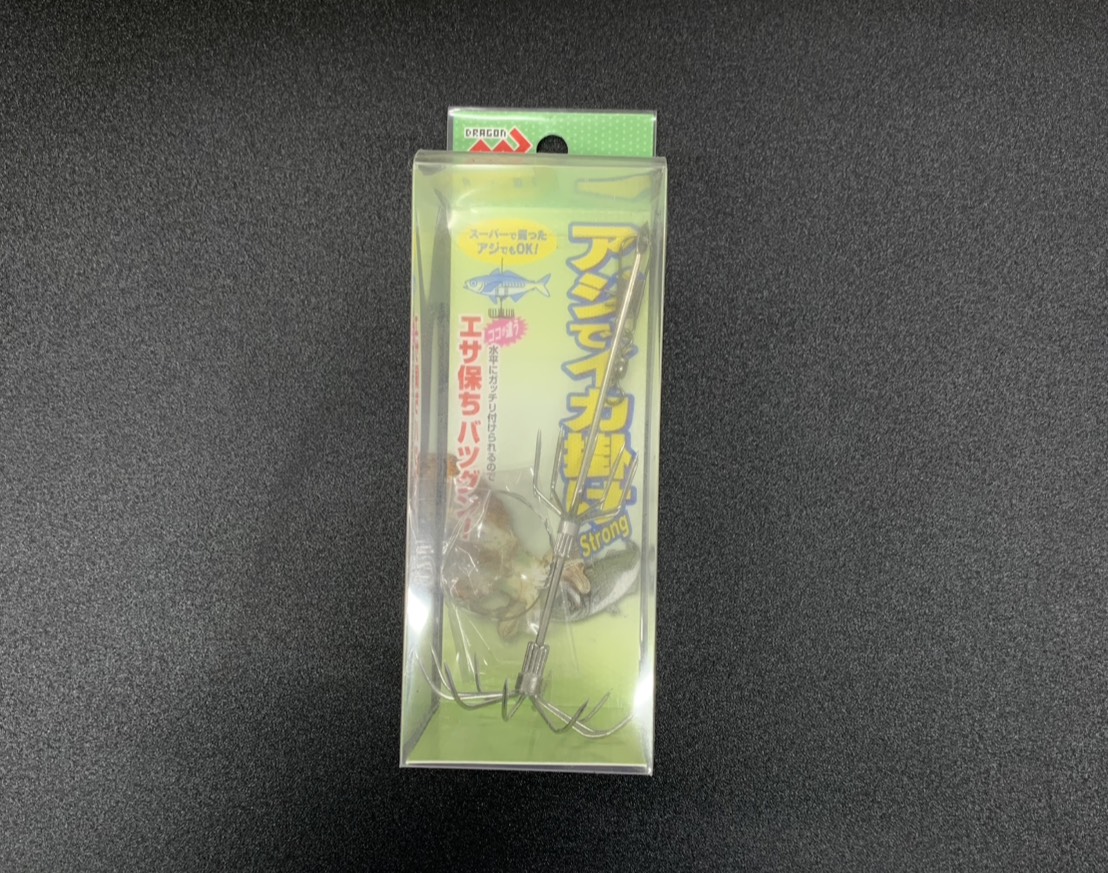 DRAGON
スーパーで買った
アジでもOK!
アジでイカ掛け
Strong
ココが違う
水平にガッチリ付けられるので
エサ保ちバツグン!